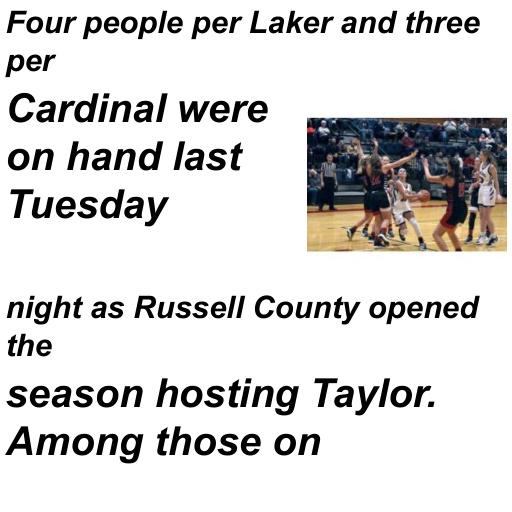 Four people per Laker and three
per
Cardinal were
on hand last
Tuesday
night as Russell County opened
the
season hosting Taylor.
Among those on